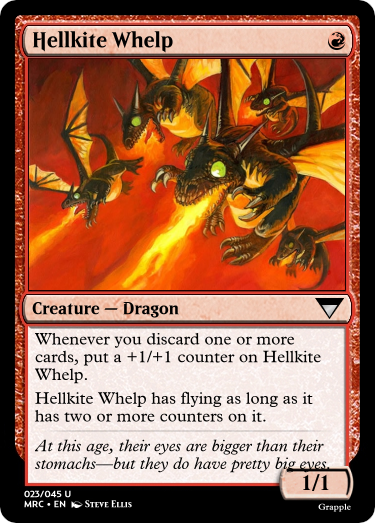 Hellkite Whelp
Creature — Dragon
Whenever you discard one or more
cards, put a +1/+1 counter on Hellkite
Whelp.
Hellkite Whelp has flying as long as it
has two or more counters on it.
At this age, their eyes are bigger than their
stomachs—but they do have pretty big eyes.
1/1
023/045 U
MRC • EN Steve Ellis
Grapple